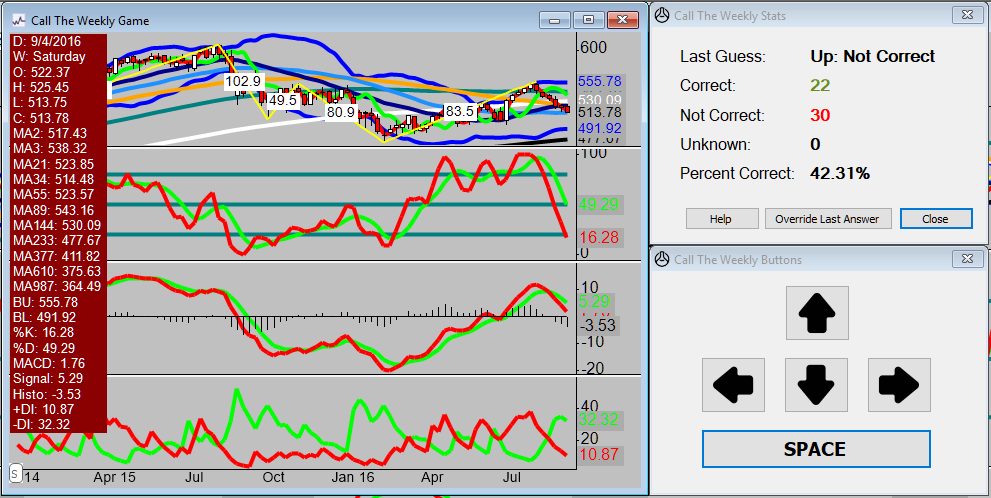 Call The Weekly Game
D: 9/4/2016
W: Saturday
O: 522.37
H: 525.45
L: 513.75
C: 513.78
MA2: 517.43
MA3: 538.32
MA21: 523.85
MA34: 514.48
MA55: 523.57
MA89: 543.16
MA144: 530.09
MA233: 477.67
MA377: 411.82
MA610: 375.63
MA987: 364.49
BU: 555.78
BL: 491.92
%K: 16.28
%D: 49.29
MACD: 1.76
Signal: 5.29
Histo: -3.53
+DI: 10.87
-DI: 32.32
102.9
49.5
80.9
83.5
600
555.78
530.09
513.78
491.92
100
49.29
16.28
0
10
5.29
-3.53
-10
-20
40
32.32
20
10.87
S
14
Apr 15
Jul
Oct
Jan 16
Apr
Jul
Call The Weekly Stats
Last Guess: Up: Not Correct
Correct: 22
Not Correct: 30
Unknown: 0
Percent Correct: 42.31%
Help
Override Last Answer
Close
Call The Weekly Buttons
SPACE